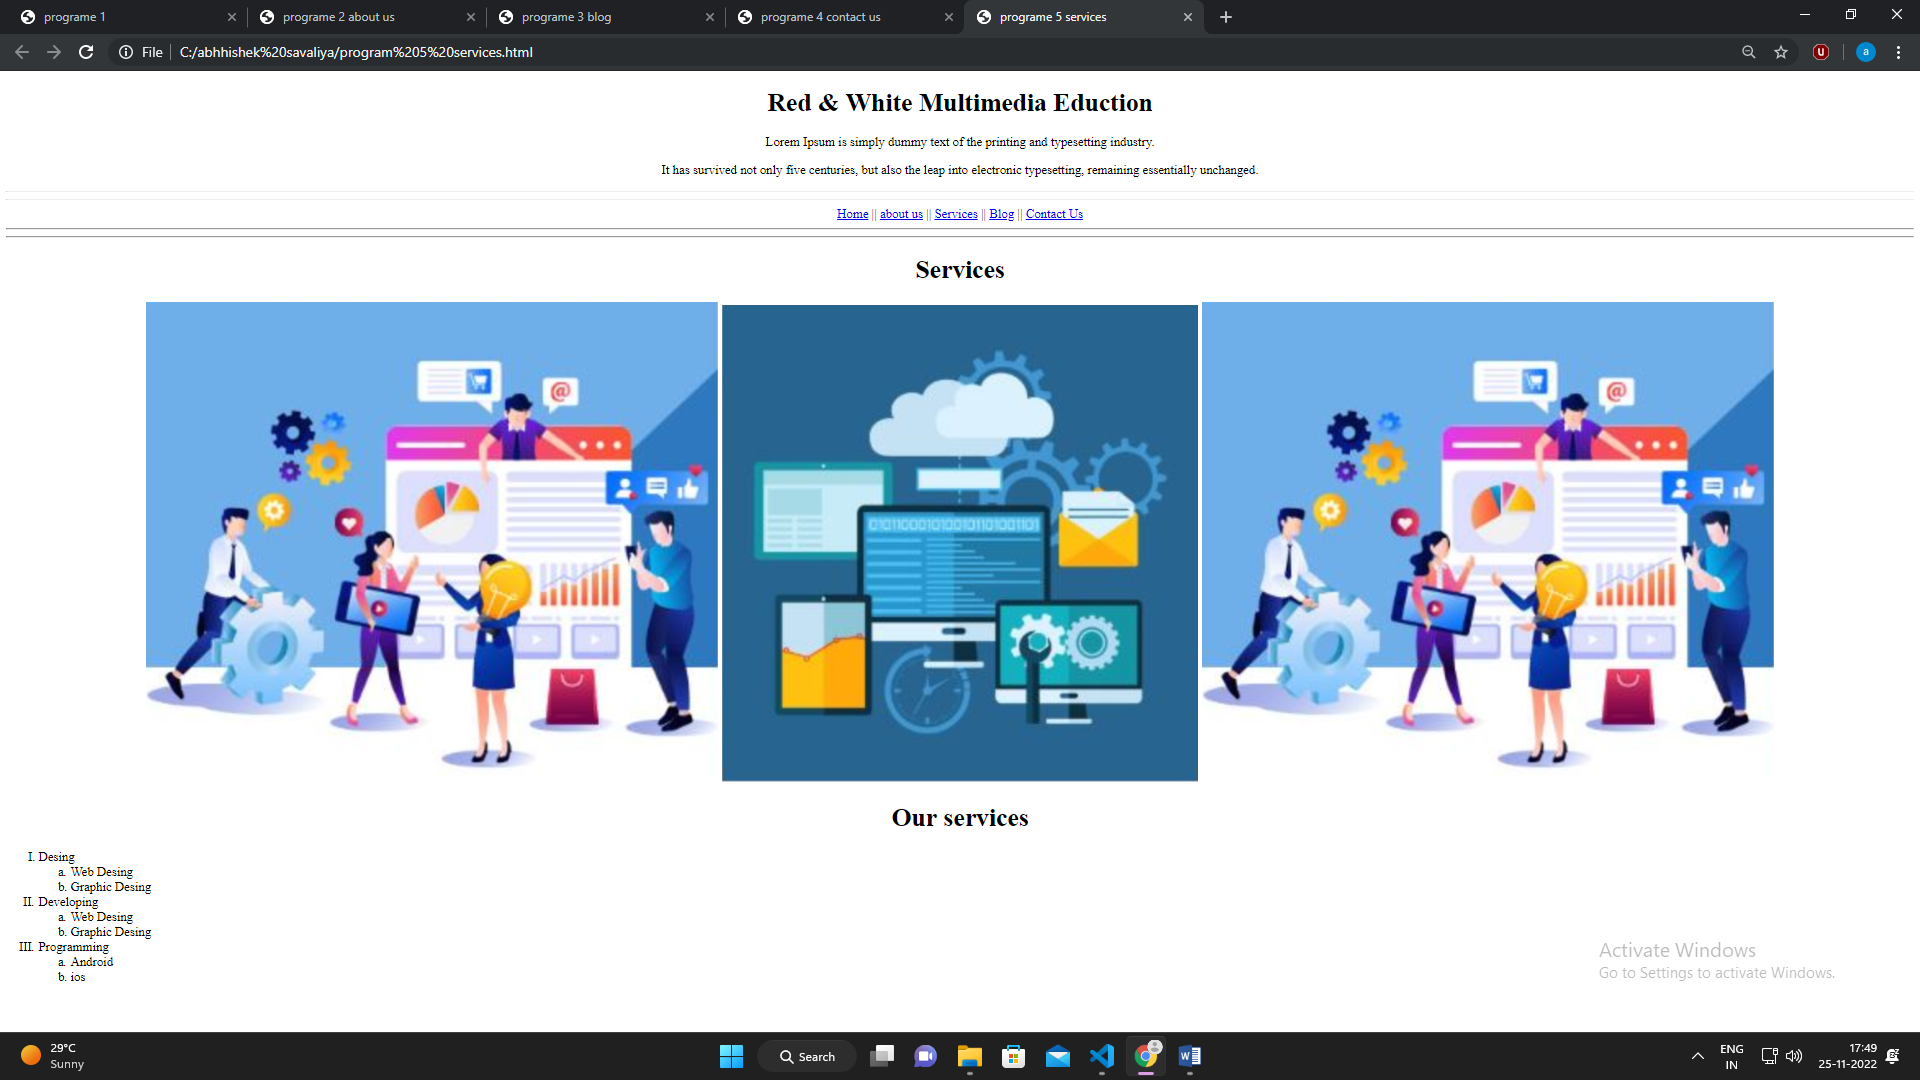 programe 1
programe 2 about us
programe 3 blog
programe 4 contact us
programe 5 services
File
C:/abhhishek%20savaliya/program%205%20services.html
u
a
Red & White Multimedia Eduction
Lorem Ipsum is simply dummy text of the printing and typesetting industry.
It has survived not only five centuries, but also the leap into electronic typesetting, remaining essentially unchanged.
Home || about us || Services || Blog || Contact Us
Services
@
@
0101100010100101101001101
Our services
I. Desing
a. Web Desing
b. Graphic Desing
II. Developing
a. Web Desing
b. Graphic Desing
III. Programming
a. Android
b. ios
Activate Windows
Go to Settings to activate Windows.
29°C
Sunny
Search
ENG
IN
17:49
25-11-2022